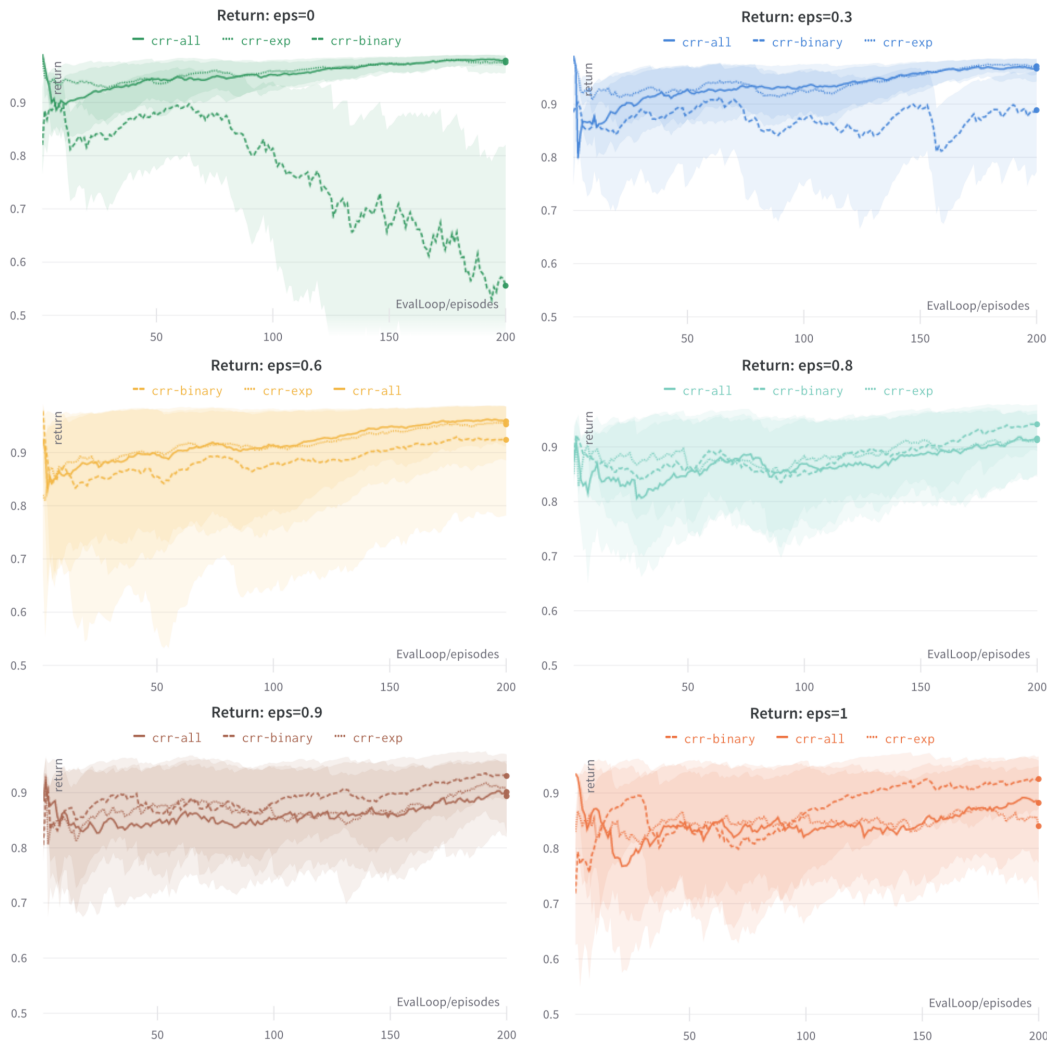 Return: eps=0
crr-all crr-exp crr-binary
return
0.9
0.8
0.7
0.6
0.5
EvalLoop/episodes
50 100 150 200
Return: eps=0.3
crr-all crr-binary crr-exp
return
0.9
0.8
0.7
0.6
0.5
EvalLoop/episodes
50 100 150 200
Return: eps=0.6
crr-binary crr-exp crr-all
return
0.9
0.8
0.7
0.6
0.5
EvalLoop/episodes
50 100 150 200
Return: eps=0.8
crr-all crr-binary crr-exp
return
0.9
0.8
0.7
0.6
0.5
EvalLoop/episodes
50 100 150 200
Return: eps=0.9
crr-all crr-binary crr-exp
return
0.9
0.8
0.7
0.6
0.5
EvalLoop/episodes
50 100 150 200
Return: eps=1
crr-binary crr-all crr-exp
return
0.9
0.8
0.7
0.6
0.5
EvalLoop/episodes
50 100 150 200